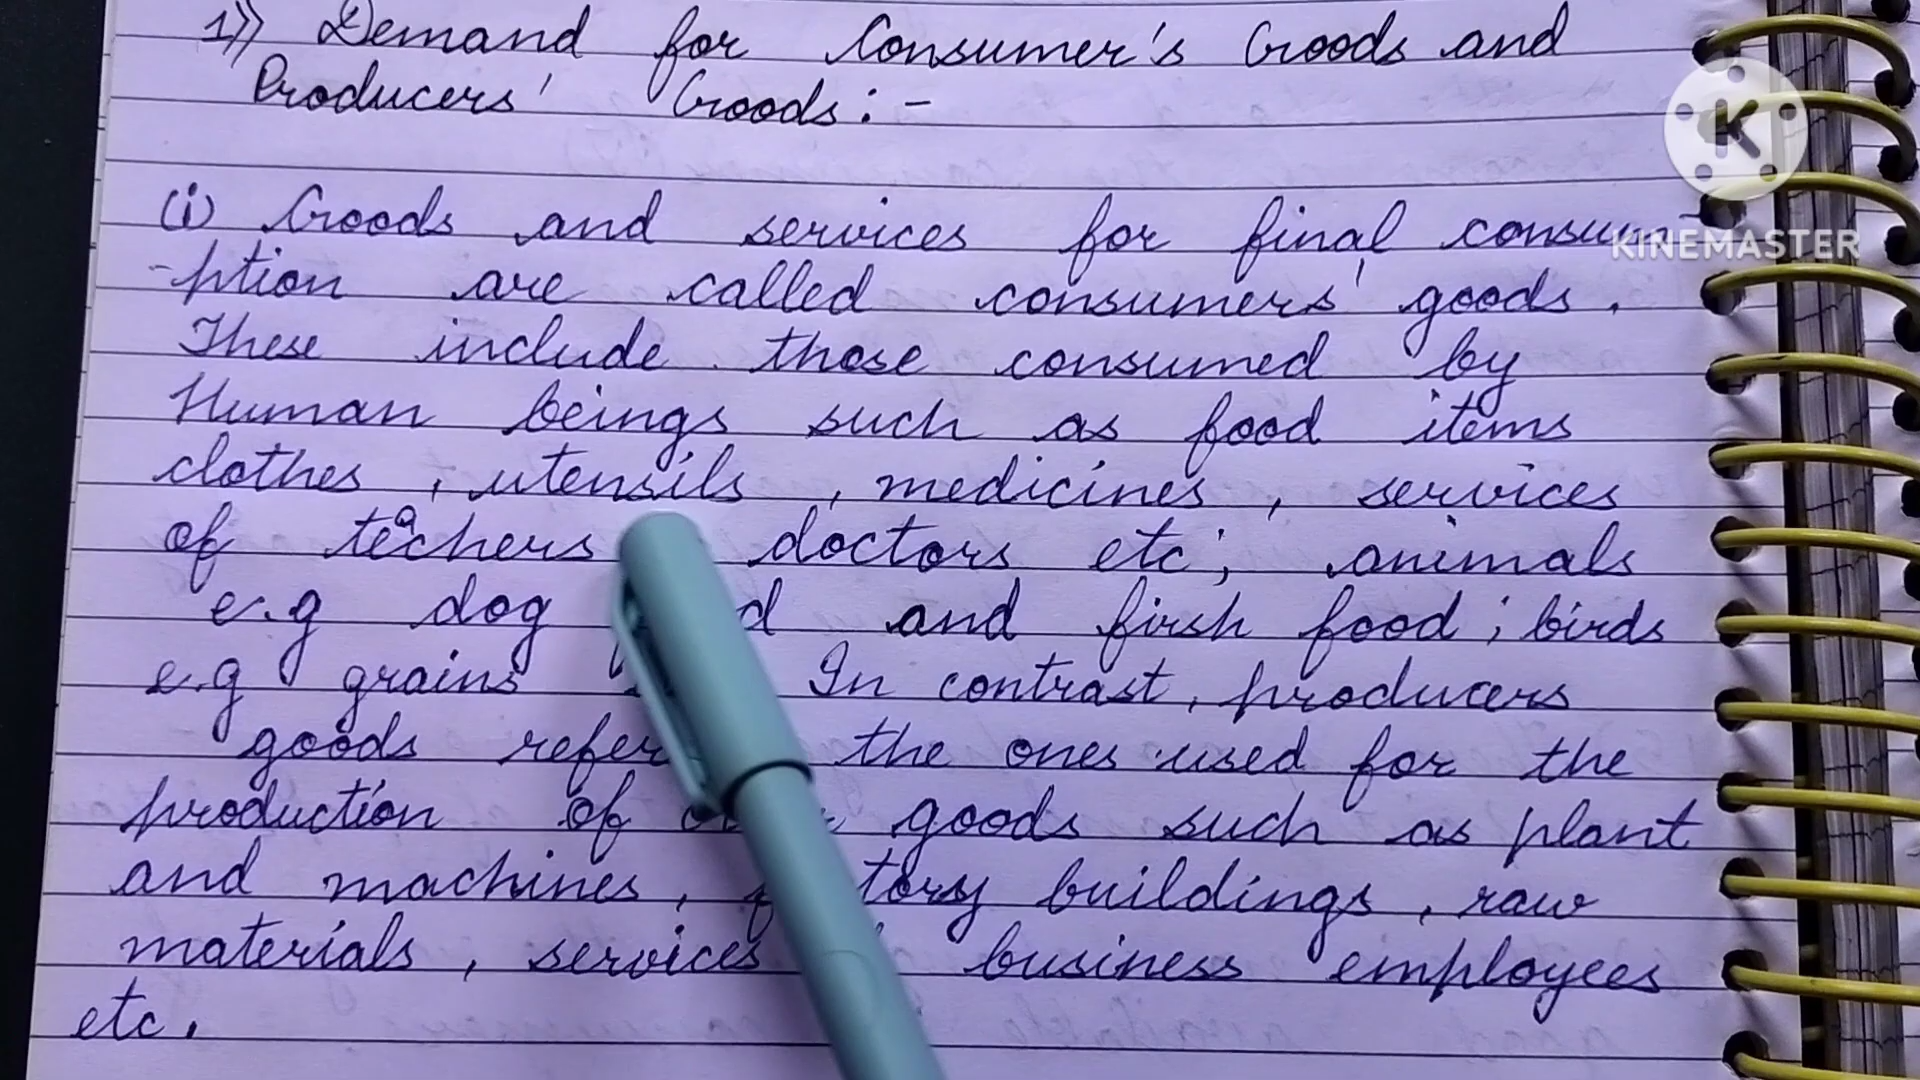 1)) Demand for Consumer's Goods and
Producers' Goods:-
(i) Goods and services for final consum
-ption are called consumers' goods.
These include those consumed by
Human beings such as food items
clothes, utensils, medicines, services
of teachers doctors etc; animals
e.g dog and firsh food; birds
e.g grains In contrast, producers
goods refer the ones used for the
production of goods such as plant
and machines, buildings, raw
materials, services business employees
etc.
K
KINEMASTER